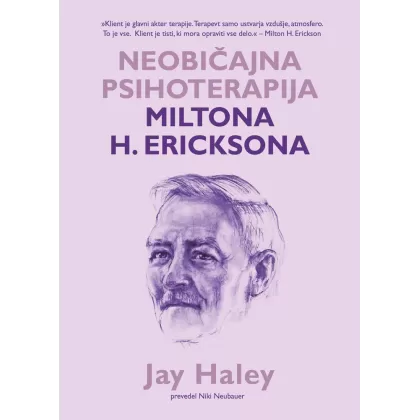 »Klient je glavni akter terapije. Terapevt samo ustvarja vzdušje, atmosfero.
To je vse.  Klient je tisti, ki mora opraviti vse delo.« – Milton H. Erickson
NEOBIČAJNA
PSIHOTERAPIJA
MILTONA
H. ERICKSONA
Jay Haley
prevedel Niki Neubauer